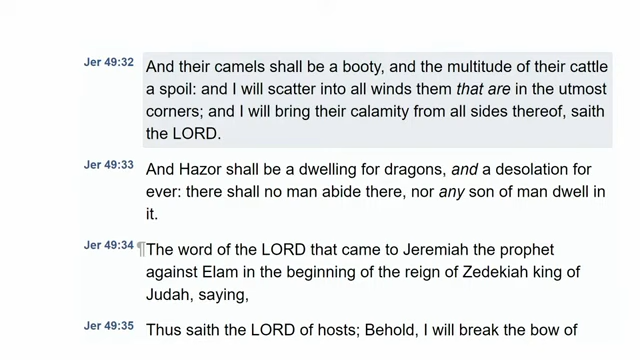 Jer 49:32 And their camels shall be a booty, and the multitude of their cattle
a spoil: and I will scatter into all winds them that are in the utmost
corners; and I will bring their calamity from all sides thereof, saith
the LORD.
Jer 49:33 And Hazor shall be a dwelling for dragons, and a desolation for
ever: there shall no man abide there, nor any son of man dwell in
it.
Jer 49:34 ¶The word of the LORD that came to Jeremiah the prophet
against Elam in the beginning of the reign of Zedekiah king of
Judah, saying,
Jer 49:35 Thus saith the LORD of hosts; Behold, I will break the bow of